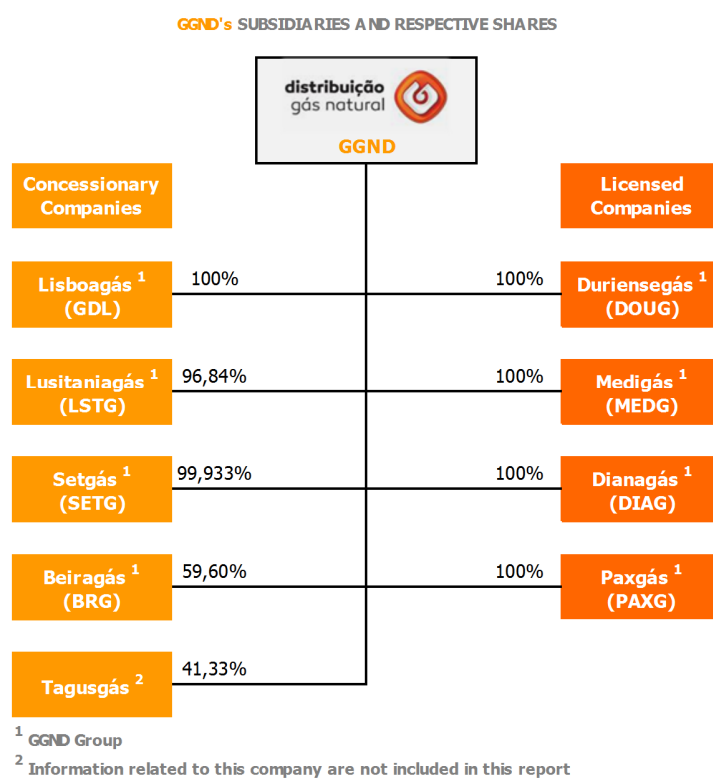 GGND's SUBSIDIARIES AND RESPECTIVE SHARES
distribuição
gás natural
GGND
Concessionary
Companies
Licensed
Companies
Lisboagás 1
(GDL)
100%
100%
Duriensegás 1
(DOUG)
Lusitaniagás 1
(LSTG)
96,84%
100%
Medigás 1
(MEDG)
Setgás 1
(SETG)
99,933%
100%
Dianagás 1
(DIAG)
Beiragás 1
(BRG)
59,60%
100%
Paxgás 1
(PAXG)
Tagusgás 2
41,33%
1 GGND Group
2 Information related to this company are not included in this report